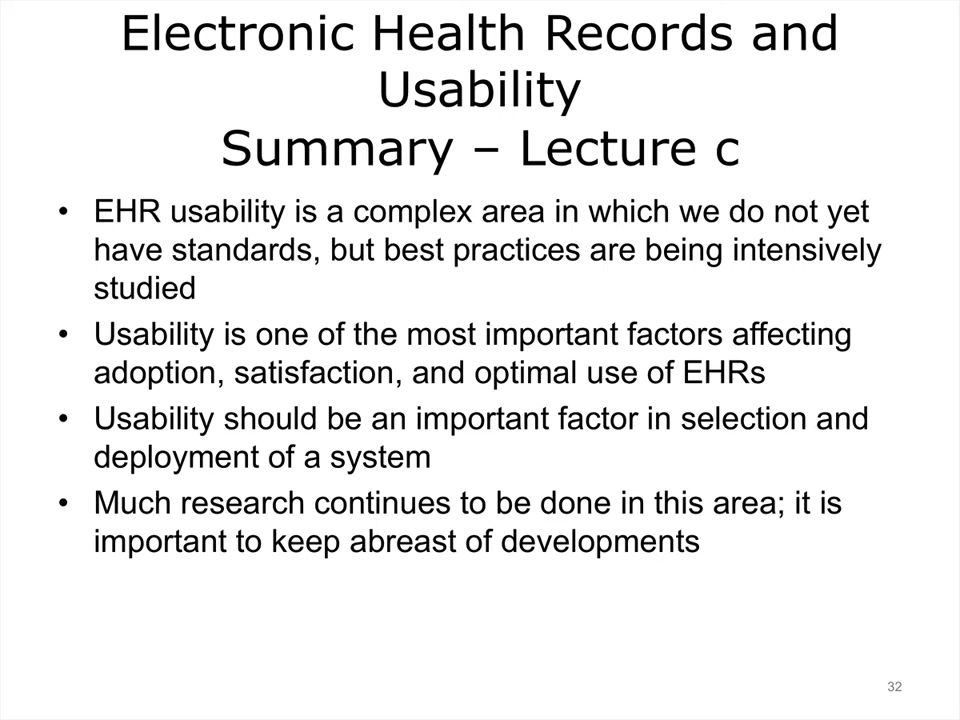 Electronic Health Records and
Usability
Summary – Lecture c
• EHR usability is a complex area in which we do not yet
have standards, but best practices are being intensively
studied
• Usability is one of the most important factors affecting
adoption, satisfaction, and optimal use of EHRs
• Usability should be an important factor in selection and
deployment of a system
• Much research continues to be done in this area; it is
important to keep abreast of developments
32